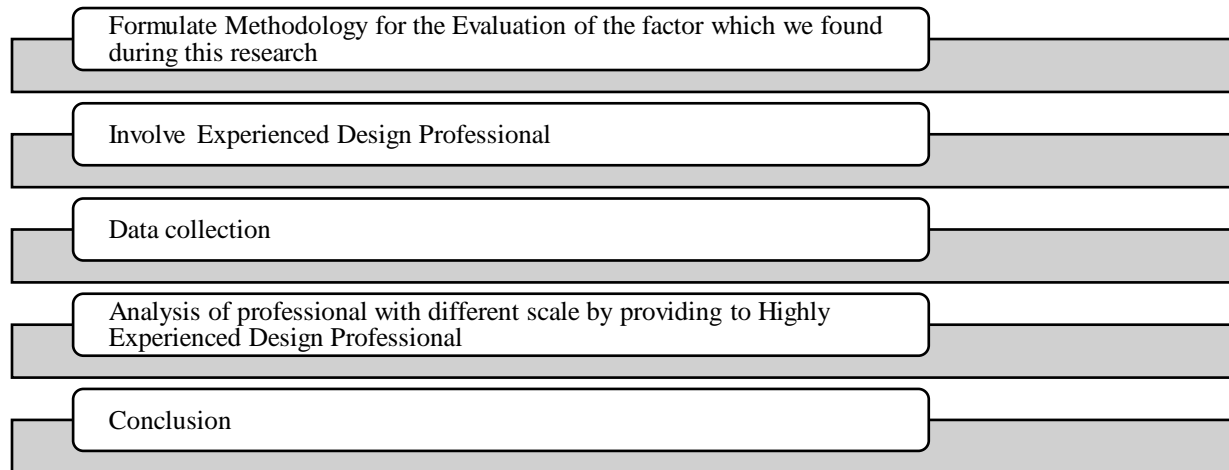 Formulate Methodology for the Evaluation of the factor which we found
during this research
Involve Experienced Design Professional
Data collection
Analysis of professional with different scale by providing to Highly
Experienced Design Professional
Conclusion